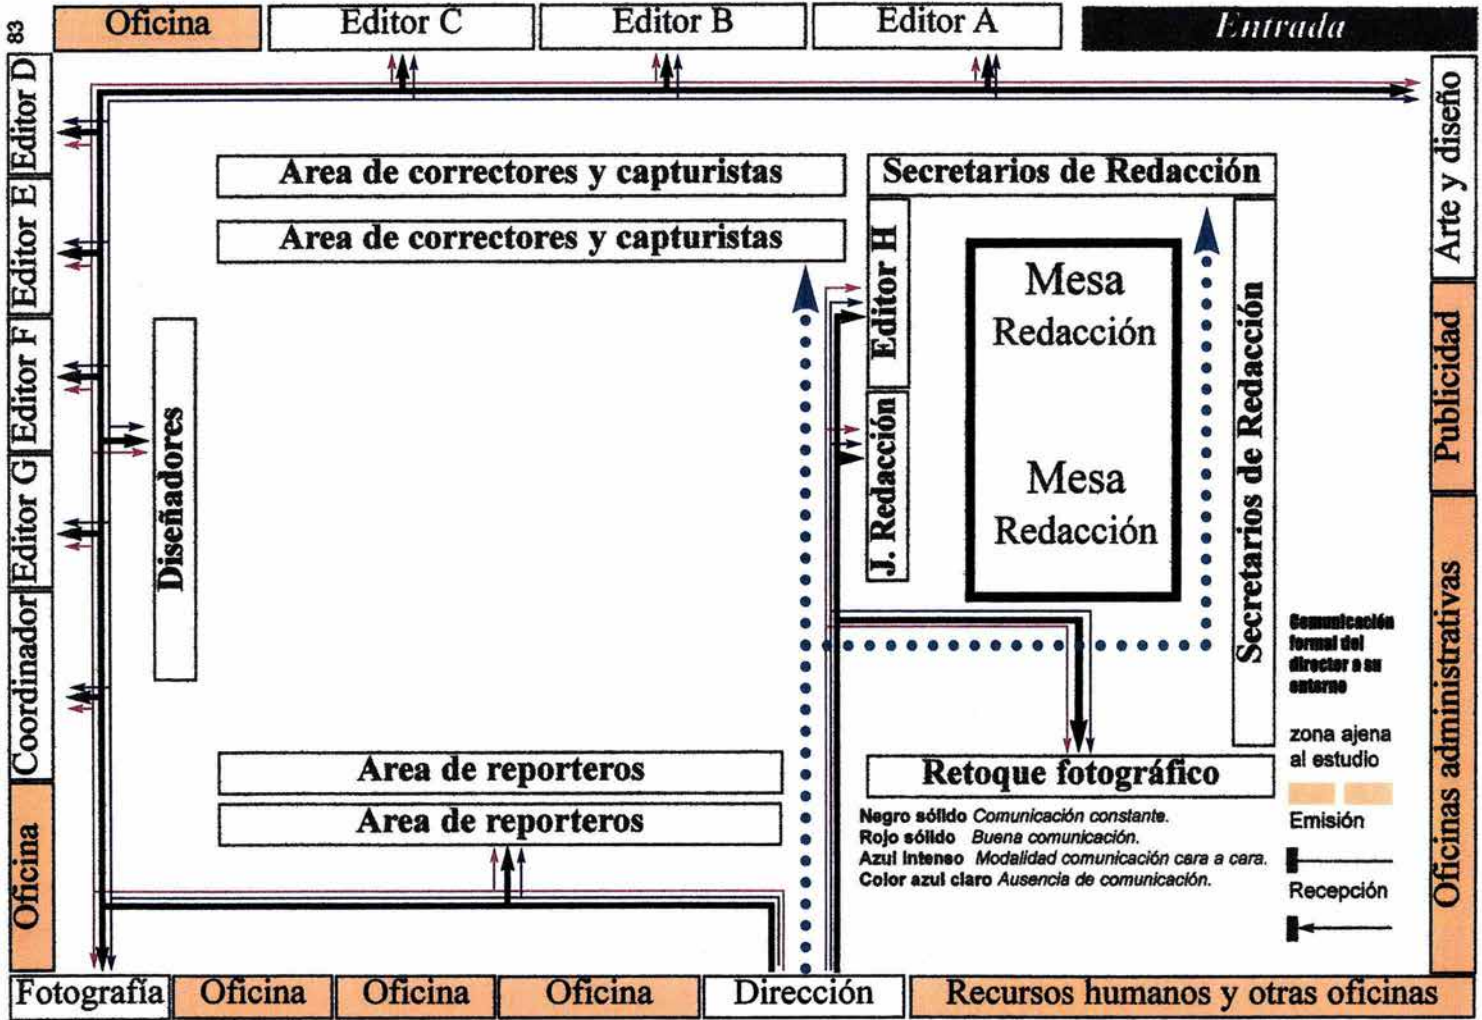 83
Oficina
Editor C
Editor B
Editor A
Entrada
Editor D
Editor E
Editor F
Editor G
Coordinador
Oficina
Arte y diseño
Publicidad
Oficinas administrativas
Area de correctores y capturistas
Area de correctores y capturistas
Secretarios de Redacción
Editor H
J. Redacción
Mesa
Redacción
Mesa
Redacción
Secretarios de Redacción
Diseñadores
Area de reporteros
Area de reporteros
Retoque fotográfico
Negro sólido Comunicación constante.
Rojo sólido Buena comunicación.
Azul Intenso Modalidad comunicación cara a cara.
Color azul claro Ausencia de comunicación.
Comunicación
formal del
director a su
entorno
zona ajena
al estudio
Emisión
Recepción
Fotografía
Oficina
Oficina
Oficina
Dirección
Recursos humanos y otras oficinas